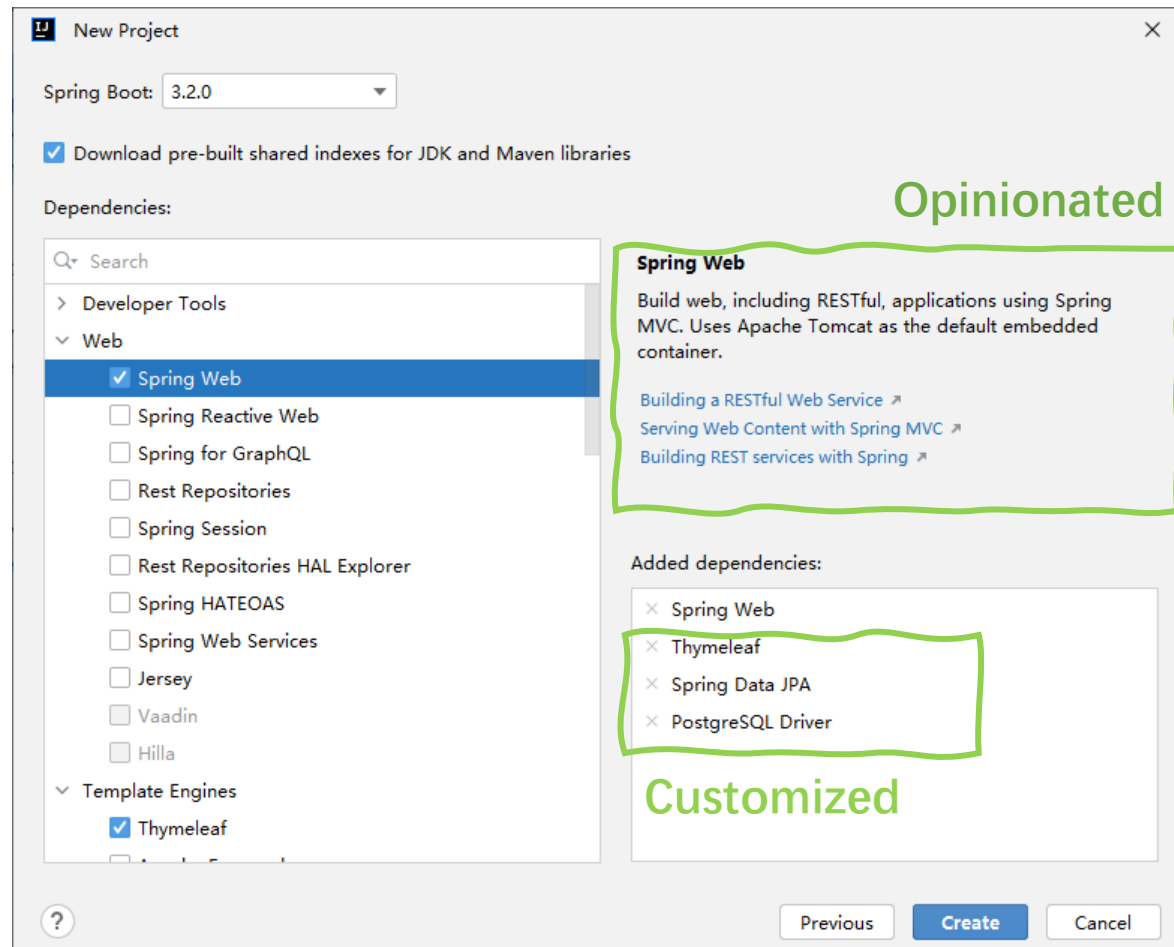 New Project
Spring Boot: 3.2.0
Download pre-built shared indexes for JDK and Maven libraries
Opinionated
Dependencies:
Search
Developer Tools
Web
Spring Web
Spring Reactive Web
Spring for GraphQL
Rest Repositories
Spring Session
Rest Repositories HAL Explorer
Spring HATEOAS
Spring Web Services
Jersey
Vaadin
Hilla
Template Engines
Thymeleaf
Spring Web
Build web, including RESTful, applications using Spring
MVC. Uses Apache Tomcat as the default embedded
container.
Building a RESTful Web Service
Serving Web Content with Spring MVC
Building REST services with Spring
Added dependencies:
Spring Web
Thymeleaf
Spring Data JPA
PostgreSQL Driver
Customized
?
Previous
Create
Cancel